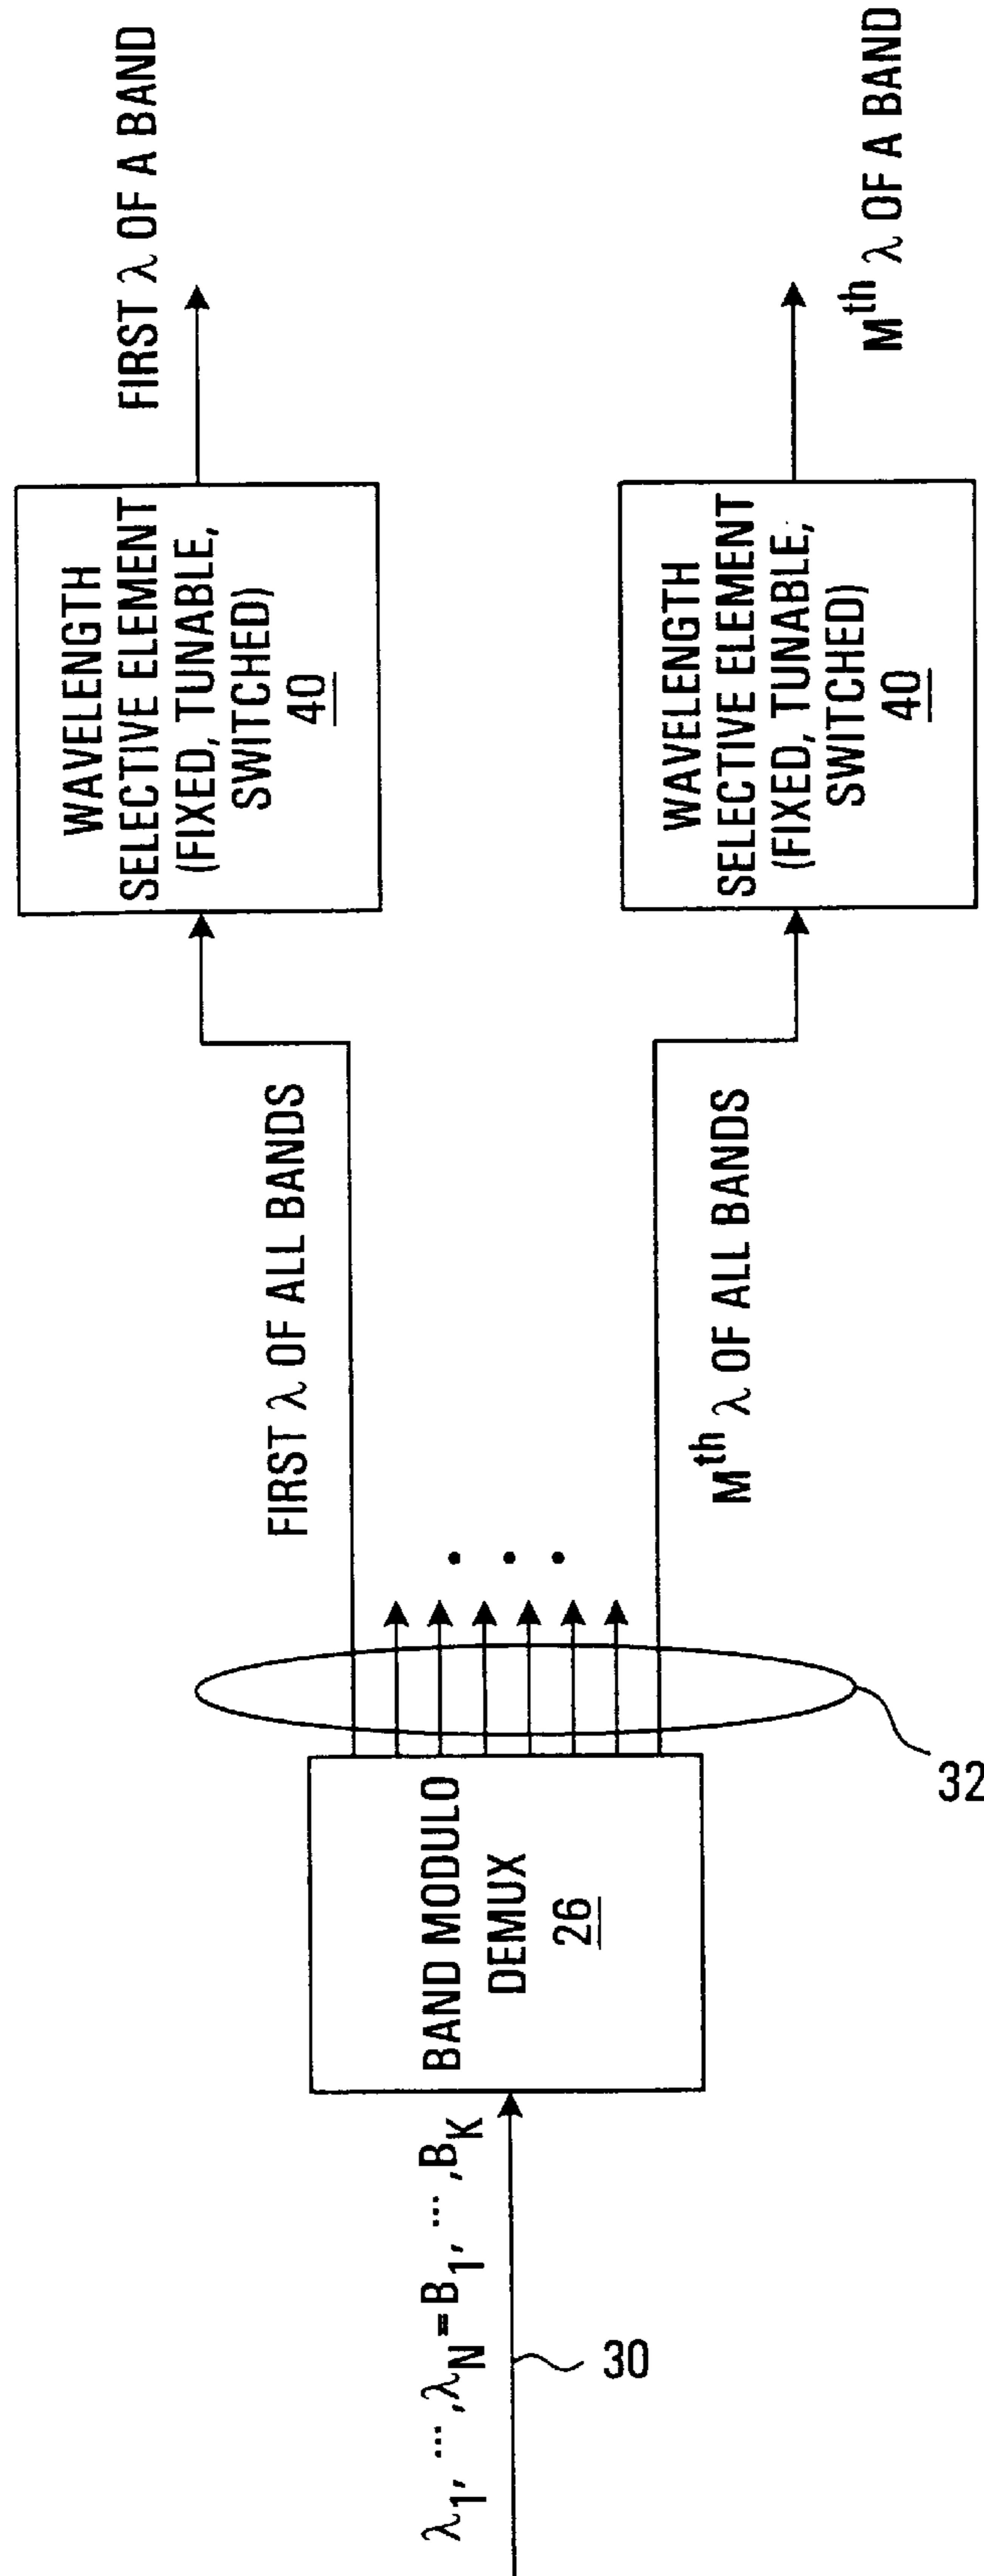 λ1, ... ,λN=B1, ... ,BK
30
BAND MODULO
DEMUX
26
32
FIRST λ OF ALL BANDS
Mth λ OF ALL BANDS
WAVELENGTH
SELECTIVE ELEMENT
(FIXED, TUNABLE,
SWITCHED)
40
FIRST λ OF A BAND
WAVELENGTH
SELECTIVE ELEMENT
(FIXED, TUNABLE,
SWITCHED)
40
Mth λ OF A BAND